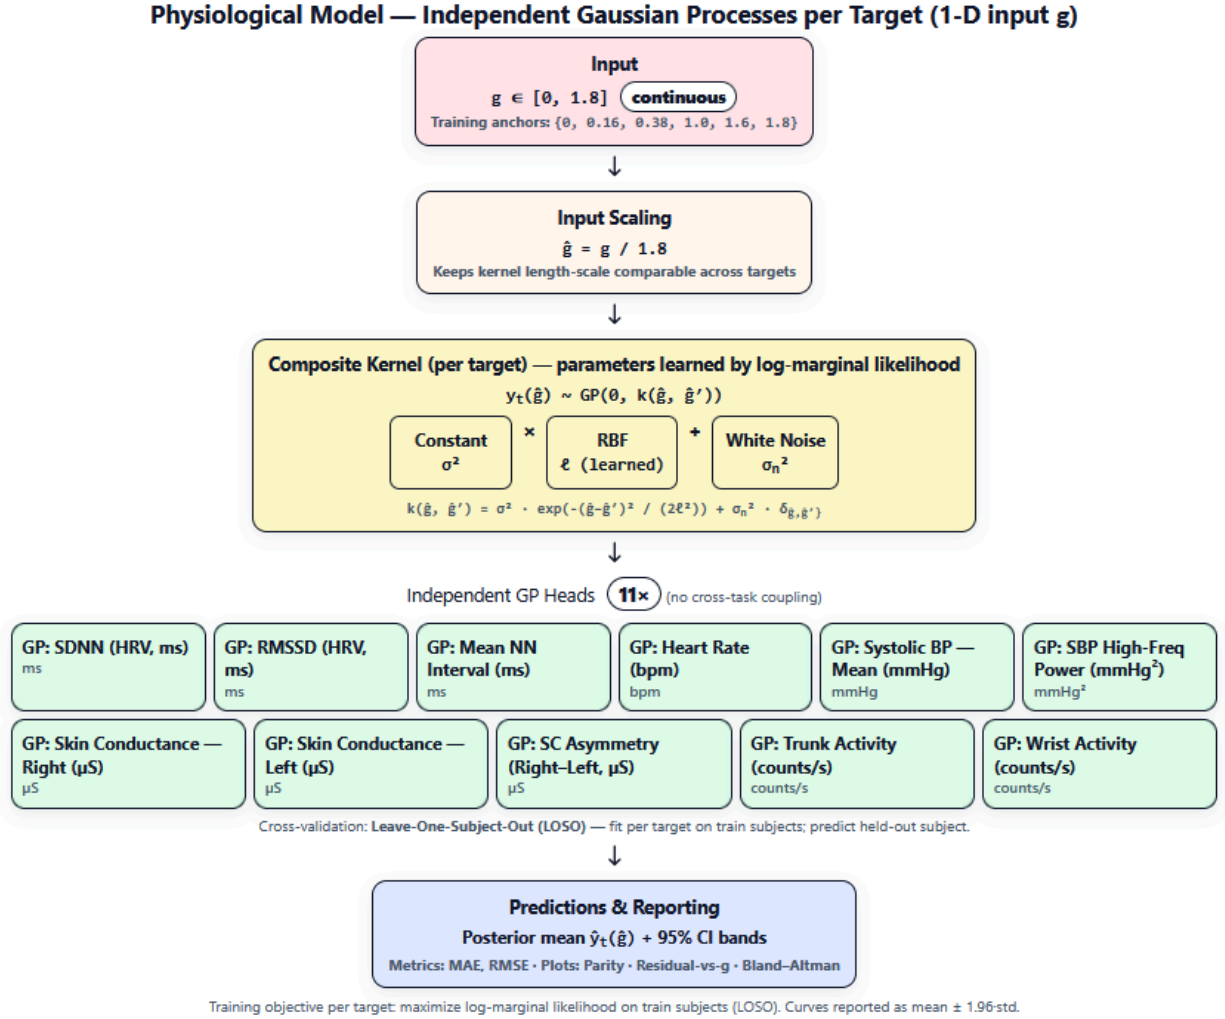 Physiological Model — Independent Gaussian Processes per Target (1-D input g)
Input
g ∈ [0, 1.8] continuous
Training anchors: {0, 0.16, 0.38, 1.0, 1.6, 1.8}
↓
Input Scaling
ĝ = g / 1.8
Keeps kernel length-scale comparable across targets
↓
Composite Kernel (per target) — parameters learned by log-marginal likelihood
yₜ(ĝ) ~ GP(0, k(ĝ, ĝ′))
Constant × RBF + White Noise
σ² ℓ (learned) σₙ²
k(ĝ, ĝ′) = σ² · exp(-(ĝ-ĝ′)² / (2ℓ²)) + σₙ² · δĝ,ĝ′}
↓
Independent GP Heads 11× (no cross-task coupling)
GP: SDNN (HRV, ms)
ms
GP: RMSSD (HRV,
ms)
ms
GP: Mean NN
Interval (ms)
ms
GP: Heart Rate
(bpm)
bpm
GP: Systolic BP —
Mean (mmHg)
mmHg
GP: SBP High-Freq
Power (mmHg²)
mmHg²
GP: Skin Conductance —
Right (μS)
μS
GP: Skin Conductance —
Left (μS)
μS
GP: SC Asymmetry
(Right–Left, μS)
μS
GP: Trunk Activity
(counts/s)
counts/s
GP: Wrist Activity
(counts/s)
counts/s
Cross-validation: Leave-One-Subject-Out (LOSO) — fit per target on train subjects; predict held-out subject.
↓
Predictions & Reporting
Posterior mean ŷₜ(ĝ) + 95% CI bands
Metrics: MAE, RMSE · Plots: Parity · Residual-vs-g · Bland–Altman
Training objective per target: maximize log-marginal likelihood on train subjects (LOSO). Curves reported as mean ± 1.96·std.